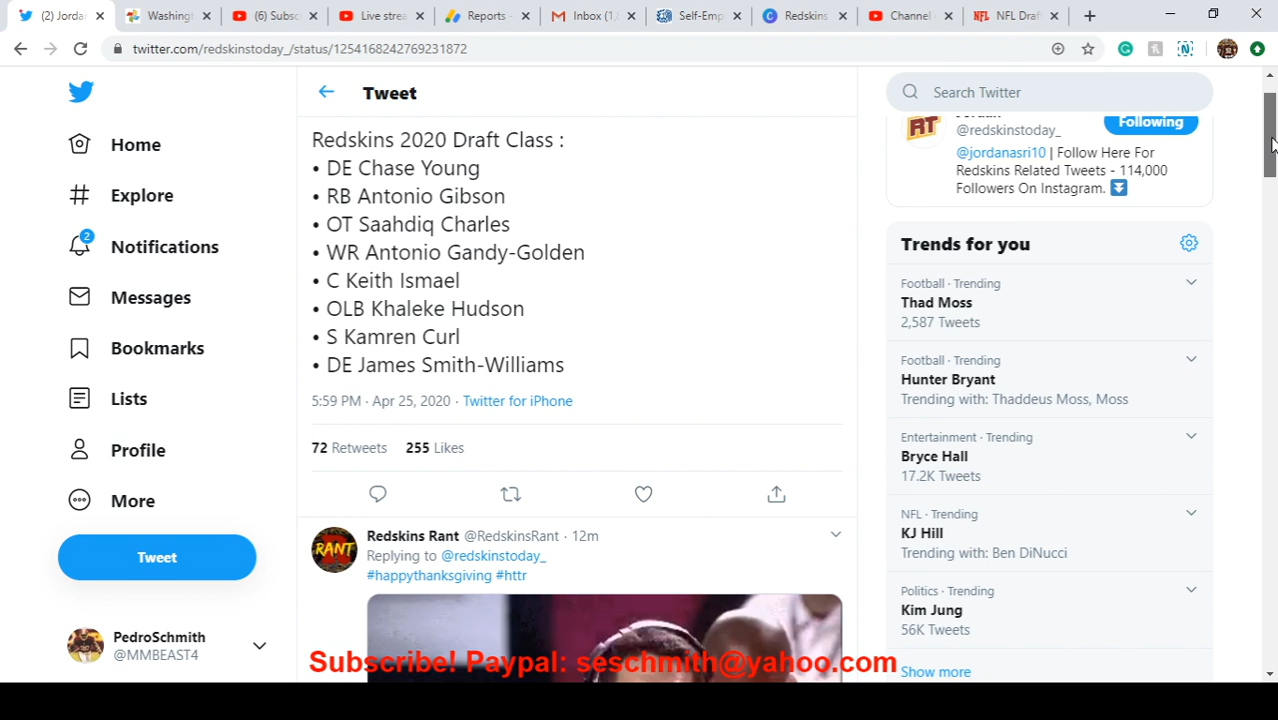 (2) Jorda
Washingt
(6) Subsc
Live strea
Reports -
Inbox (1,
Self-Emp
Redskins
Channel
NFL Draf
twitter.com/redskinstoday_/status/1254168242769231872
Home
Explore
2
Notifications
Messages
Bookmarks
Lists
Profile
More
Tweet
PedroSchmith
@MMBEAST4
Tweet
Redskins 2020 Draft Class :
• DE Chase Young
• RB Antonio Gibson
• OT Saahdiq Charles
• WR Antonio Gandy-Golden
• C Keith Ismael
• OLB Khaleke Hudson
• S Kamren Curl
• DE James Smith-Williams
5:59 PM · Apr 25, 2020 · Twitter for iPhone
72 Retweets 255 Likes
Redskins Rant @RedskinsRant · 12m
Replying to @redskinstoday_
#happythanksgiving #httr
RANT
Search Twitter
RT
@redskinstoday_
Following
@jordanasri10 | Follow Here For
Redskins Related Tweets - 114,000
Followers On Instagram.
Trends for you
Football · Trending
Thad Moss
2,587 Tweets
Football · Trending
Hunter Bryant
Trending with: Thaddeus Moss, Moss
Entertainment · Trending
Bryce Hall
17.2K Tweets
NFL · Trending
KJ Hill
Trending with: Ben DiNucci
Politics · Trending
Kim Jung
56K Tweets
Show more
Subscribe! Paypal: seschmith@yahoo.com